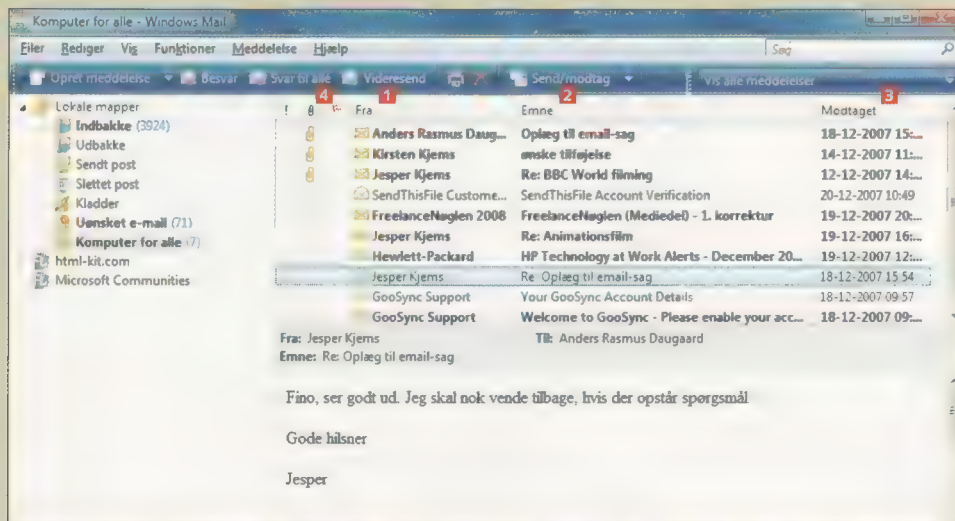 Komputer for alle - Windows Mail
Filer Rediger Vis Funktioner Meddelelse Hjælp Søg
Opret meddelelse Besvar Svar til alle Videresend Send/modtag Vis alle meddelelser
4 1 2 3
Lokale mapper
Indbakke (3924)
Udbakke
Sendt post
Slettet post
Kladder
Uønsket e-mail (71)
Komputer for alle (7)
html-kit.com
Microsoft Communities
! Fra Emne Modtaget
Anders Rasmus Daug... Oplæg til email-sag 18-12-2007 15:...
Kirsten Kjems ønske tilføjelse 14-12-2007 11:...
Jesper Kjems Re: BBC World filming 12-12-2007 14:...
SendThisFile Custome... SendThisFile Account Verification 20-12-2007 10:49
FreelanceNøglen 2008 FreelanceNøglen (Mediedel) - 1. korrektur 19-12-2007 20:...
Jesper Kjems Re: Animationsfilm 19-12-2007 16:...
Hewlett-Packard HP Technology at Work Alerts - December 20... 19-12-2007 12:...
Jesper Kjems Re: Oplæg til email-sag 18-12-2007 15:54
GooSync Support Your GooSync Account Details 18-12-2007 09:57
GooSync Support Welcome to GooSync - Please enable your acc... 18-12-2007 09:...
Fra: Jesper Kjems Til: Anders Rasmus Daugaard
Emne: Re: Oplæg til email-sag
Fino, ser godt ud. Jeg skal nok vende tilbage, hvis der opstår spørgsmål
Gode hilsner
Jesper